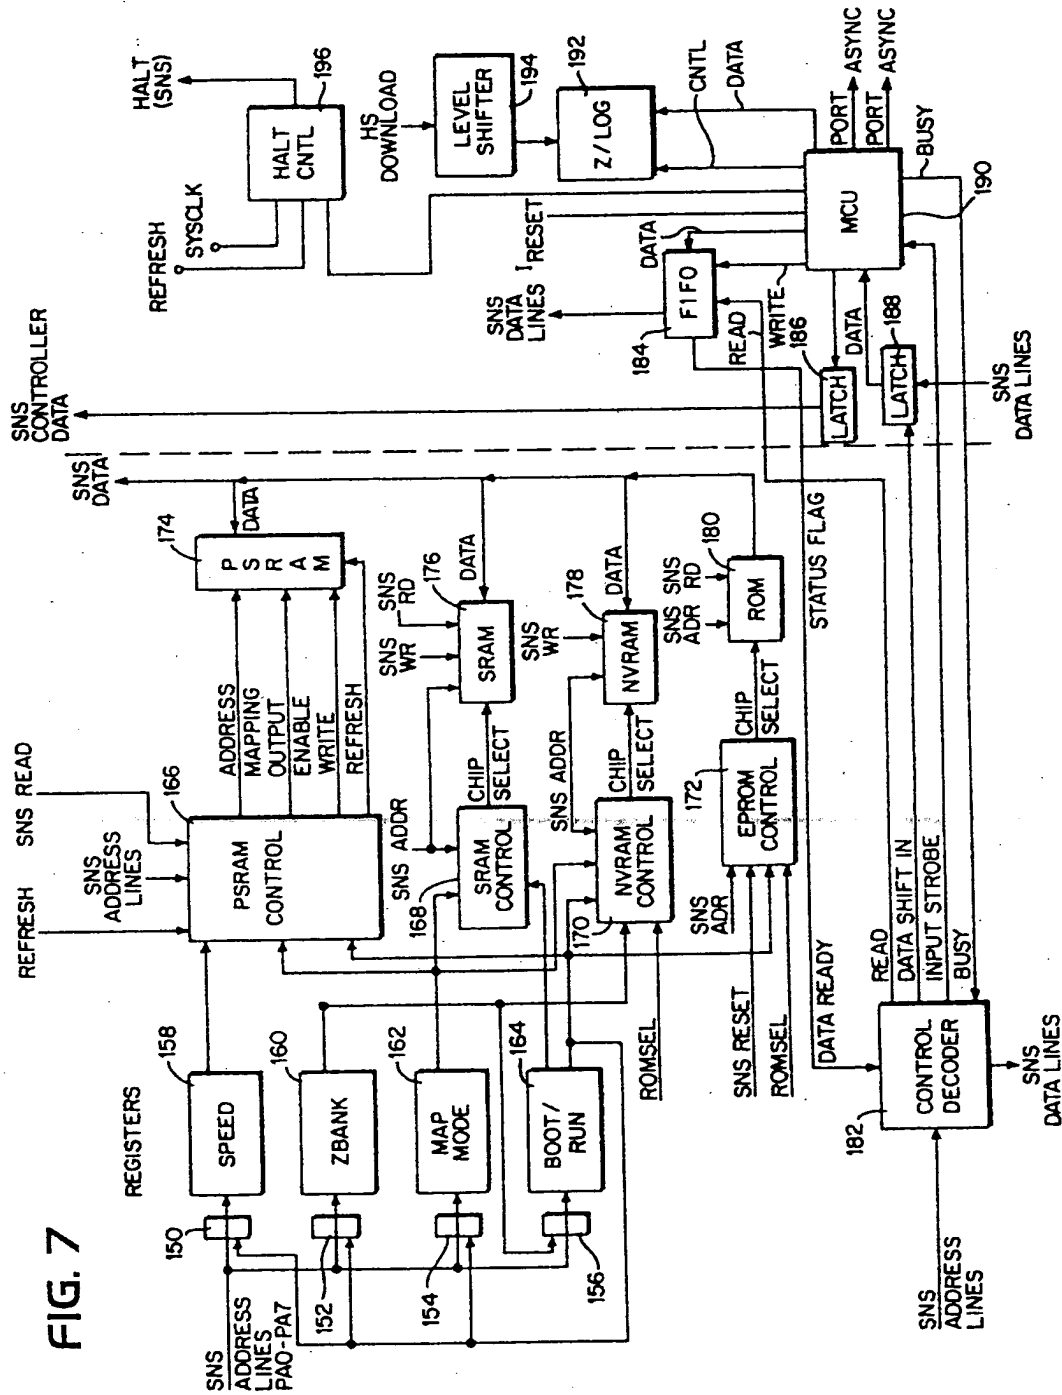 FIG. 7
REGISTERS
SNS
ADDRESS
LINES
PA0-PA7
150
152
154
156
SPEED
158
ZBANK
160
MAP
MODE
162
BOOT/
RUN
164
REFRESH
SNS READ
SNS
ADDRESS
LINES
166
PSRAM
CONTROL
ADDRESS
MAPPING
OUTPUT
ENABLE
WRITE
REFRESH
174
PSRAM
DATA
SNS
DATA
SNS ADDR
168
SRAM
CONTROL
CHIP
SELECT
SNS
WR
SNS
RD
176
SRAM
DATA
ROMSEL
170
NVRAM
CONTROL
SNS ADDR
CHIP
SELECT
SNS
WR
178
NVRAM
DATA
SNS
ADR
SNS RESET
ROMSEL
172
EPROM
CONTROL
CHIP
SELECT
SNS
ADR
SNS
RD
180
ROM
DATA READY
STATUS FLAG
READ
DATA SHIFT IN
INPUT STROBE
BUSY
182
CONTROL
DECODER
SNS
ADDRESS
LINES
SNS
DATA LINES
SNS
CONTROLLER
DATA
LATCH
186
LATCH
188
SNS
DATA LINES
DATA
WRITE
READ
184
FIFO
SNS
DATA
LINES
DATA
RESET
MCU
190
BUSY
PORT
ASYNC
PORT
ASYNC
CNTL
DATA
Z/LOG
192
LEVEL
SHIFTER
194
HS
DOWNLOAD
REFRESH
SYSCLK
HALT
CNTL
196
HALT
(SNS)